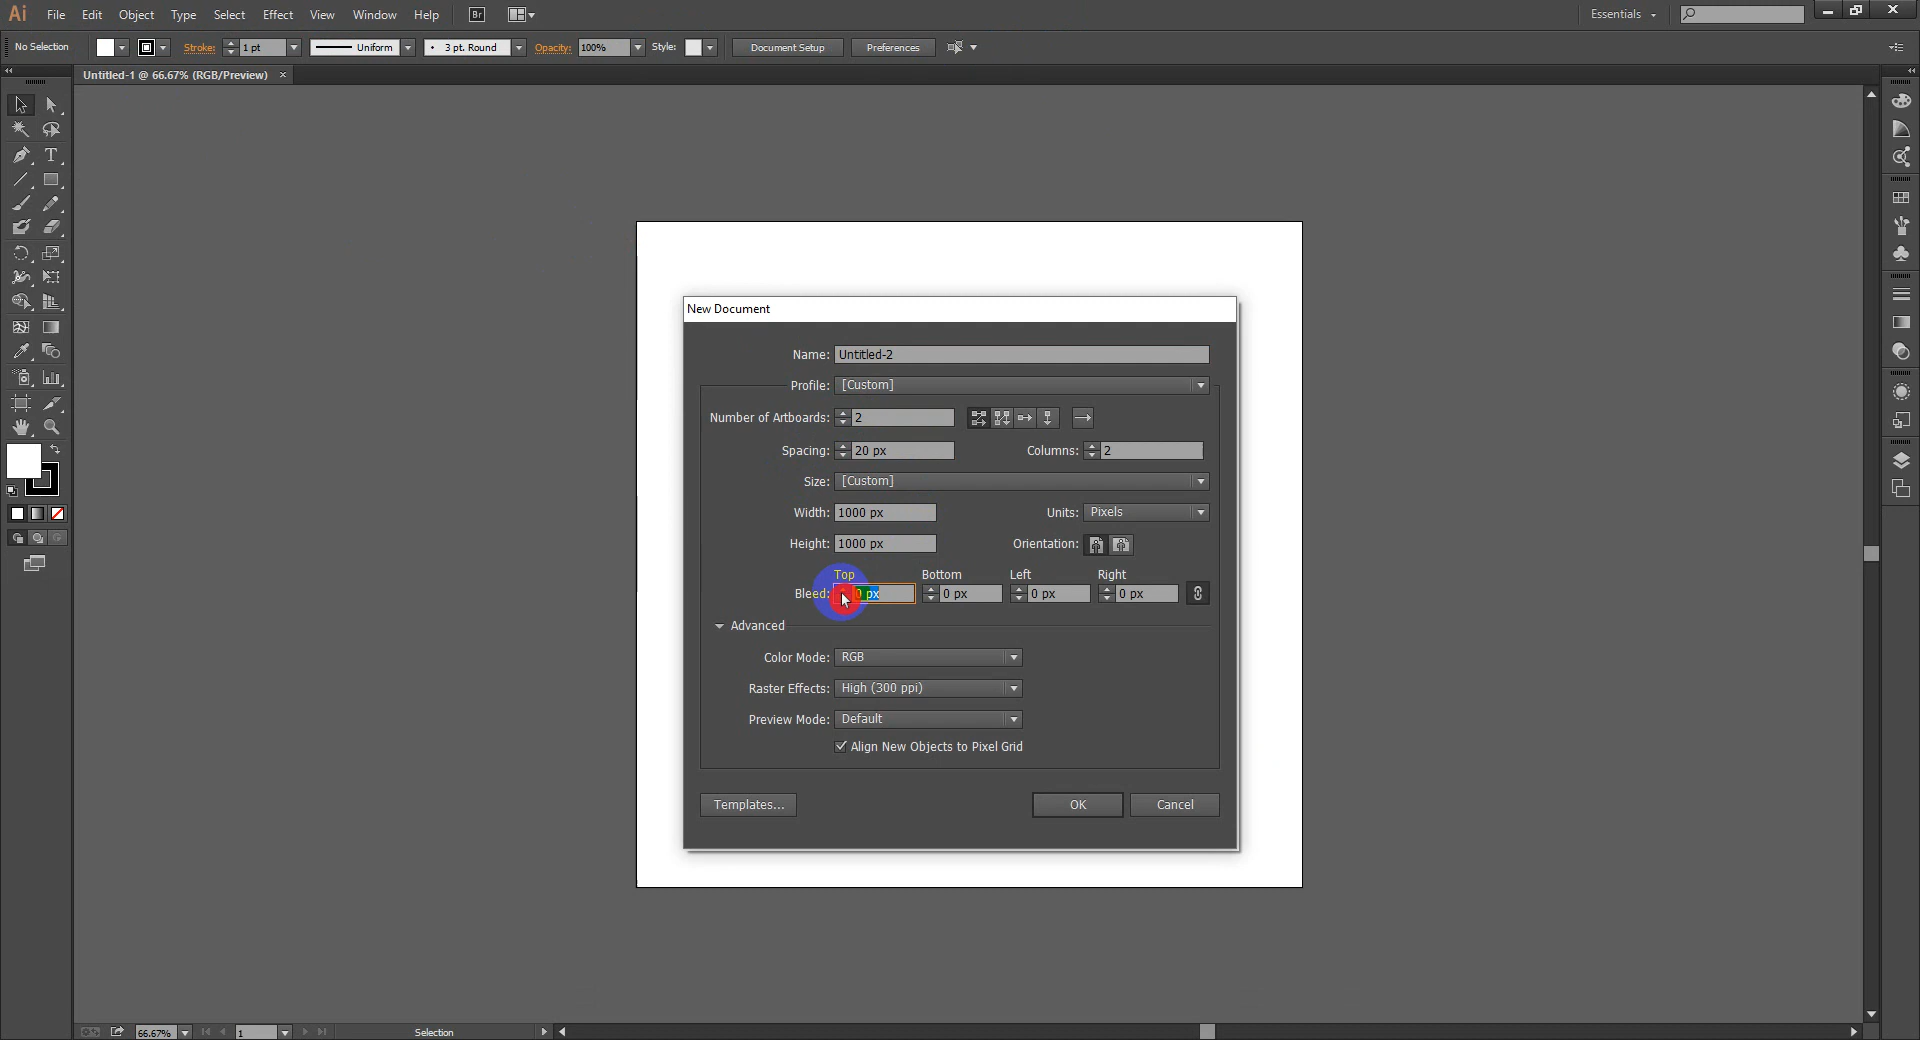 Ai File Edit Object Type Select Effect View Window Help Br Essentials
No Selection Stroke: 1 pt Uniform 3 pt. Round Opacity: 100% Style: Document Setup Preferences
Untitled-1 @ 66.67% (RGB/Preview) ×
New Document
Name: Untitled-2
Profile: [Custom]
Number of Artboards: 2
Spacing: 20 px Columns: 2
Size: [Custom]
Width: 1000 px Units: Pixels
Height: 1000 px Orientation:
Top Bottom Left Right
Bleed: 0 px 0 px 0 px 0 px
Advanced
Color Mode: RGB
Raster Effects: High (300 ppi)
Preview Mode: Default
Align New Objects to Pixel Grid
Templates... OK Cancel
66.67% 1 Selection